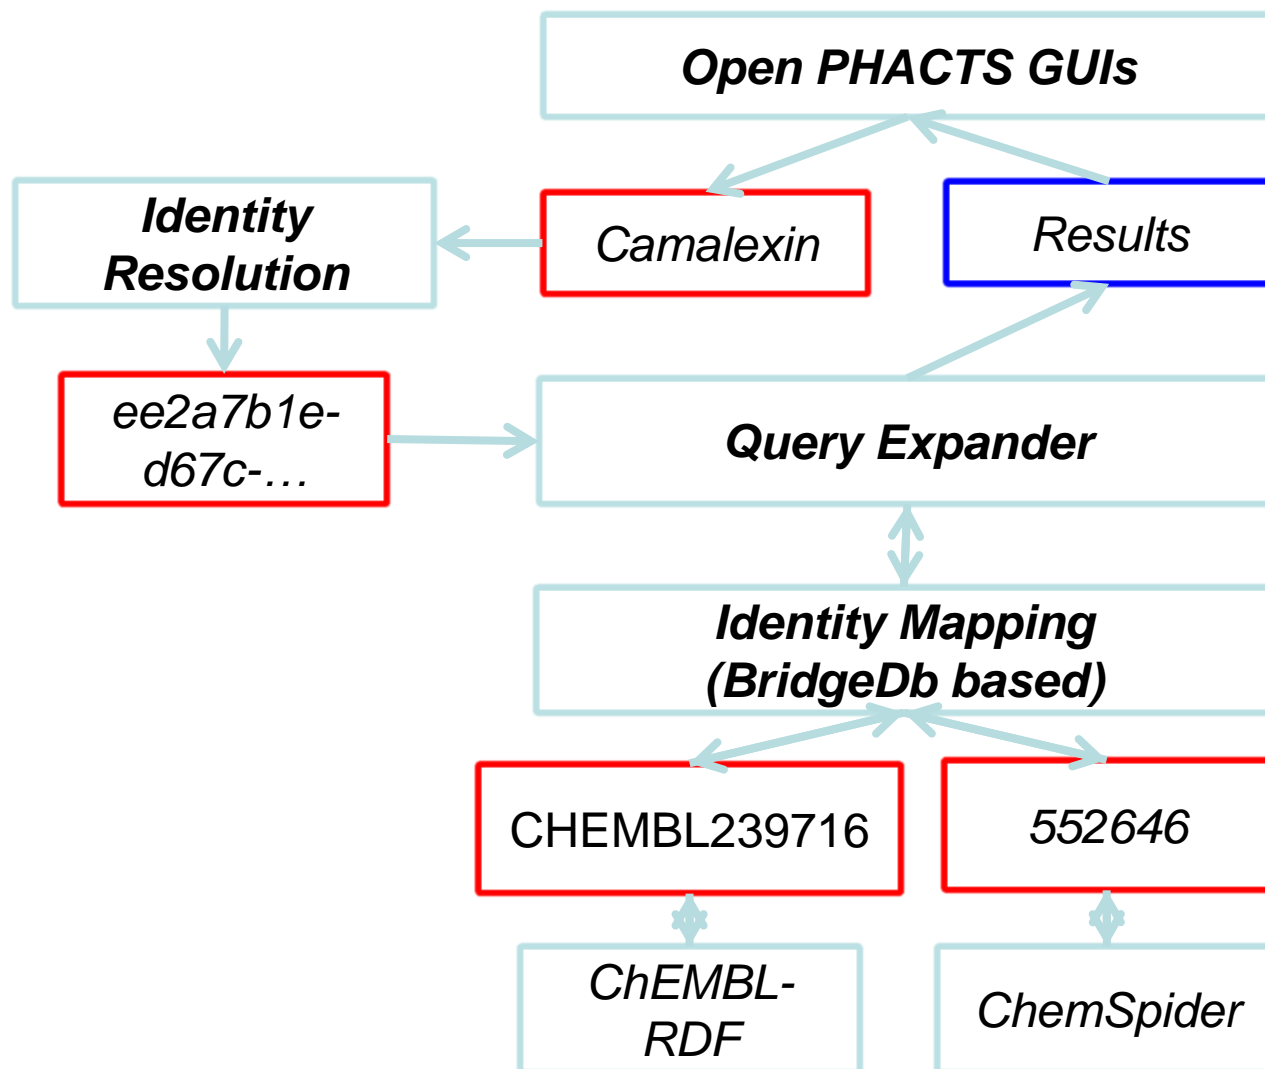 Open PHACTS GUIs
Identity
Resolution
Camalexin
Results
ee2a7b1e-
d67c-…
Query Expander
Identity Mapping
(BridgeDb based)
CHEMBL239716
552646
ChEMBL-
RDF
ChemSpider